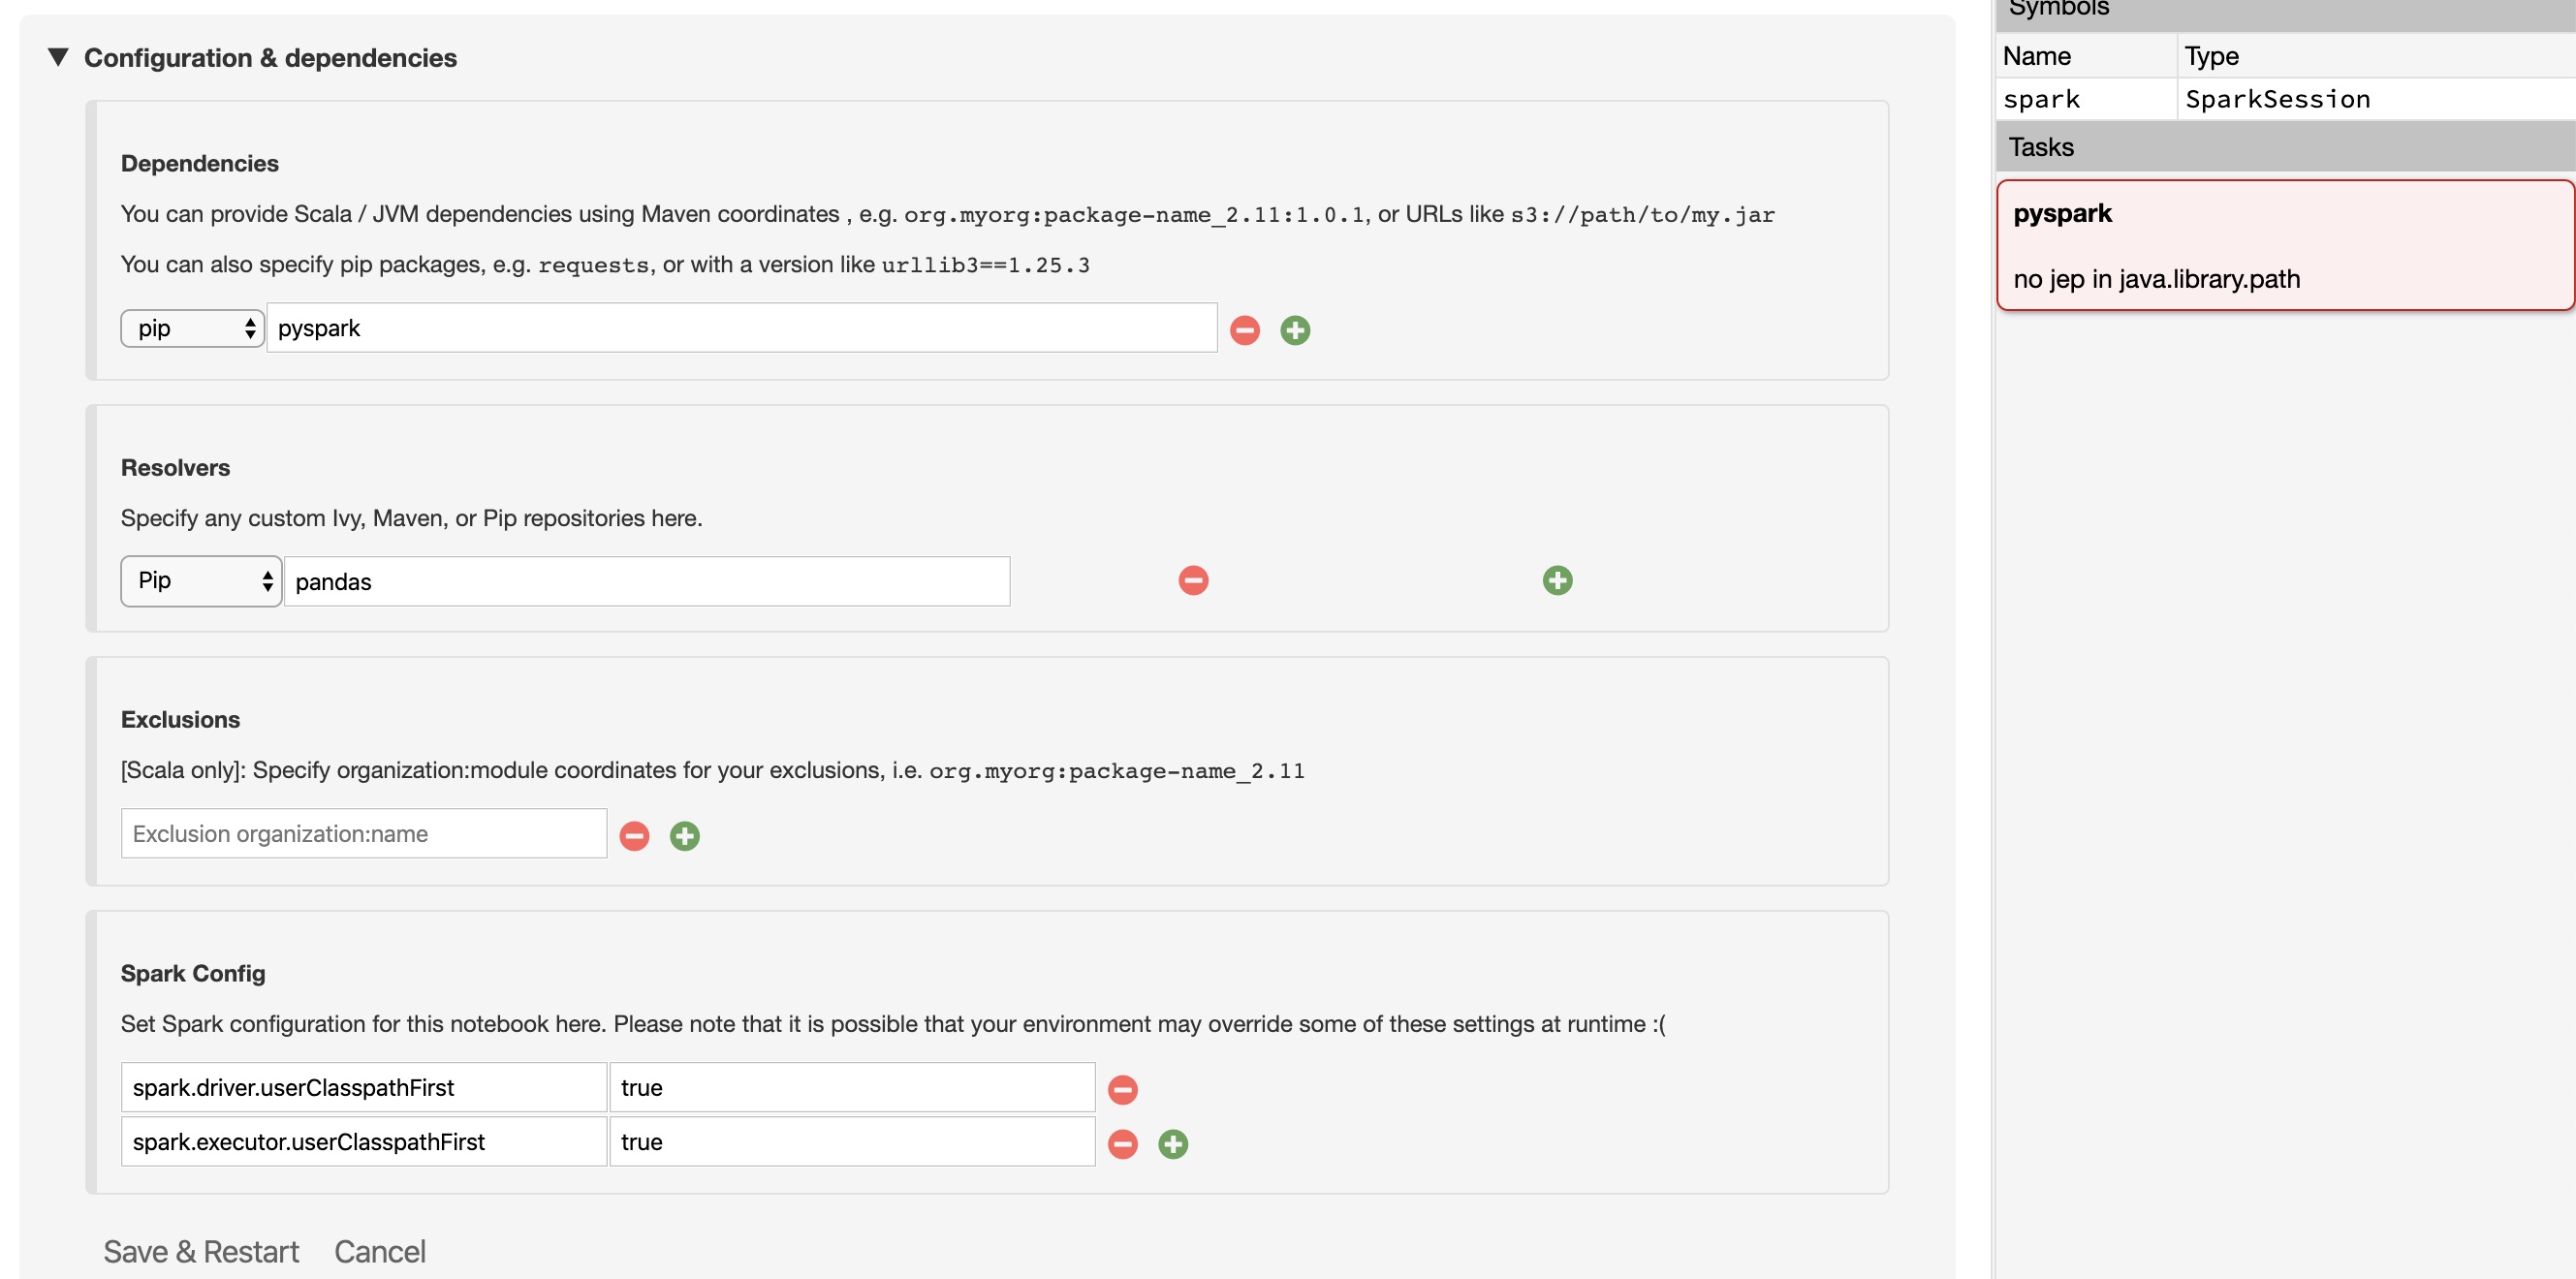 Configuration & dependencies
Dependencies
You can provide Scala / JVM dependencies using Maven coordinates , e.g. org.myorg:package-name_2.11:1.0.1, or URLs like s3://path/to/my.jar
You can also specify pip packages, e.g. requests, or with a version like urllib3==1.25.3
pip pyspark
Resolvers
Specify any custom Ivy, Maven, or Pip repositories here.
Pip pandas
Exclusions
[Scala only]: Specify organization:module coordinates for your exclusions, i.e. org.myorg:package-name_2.11
Exclusion organization:name
Spark Config
Set Spark configuration for this notebook here. Please note that it is possible that your environment may override some of these settings at runtime :(
spark.driver.userClasspathFirst true
spark.executor.userClasspathFirst true
Save & Restart Cancel
Symbols
Name Type
spark SparkSession
Tasks
pyspark
no jep in java.library.path